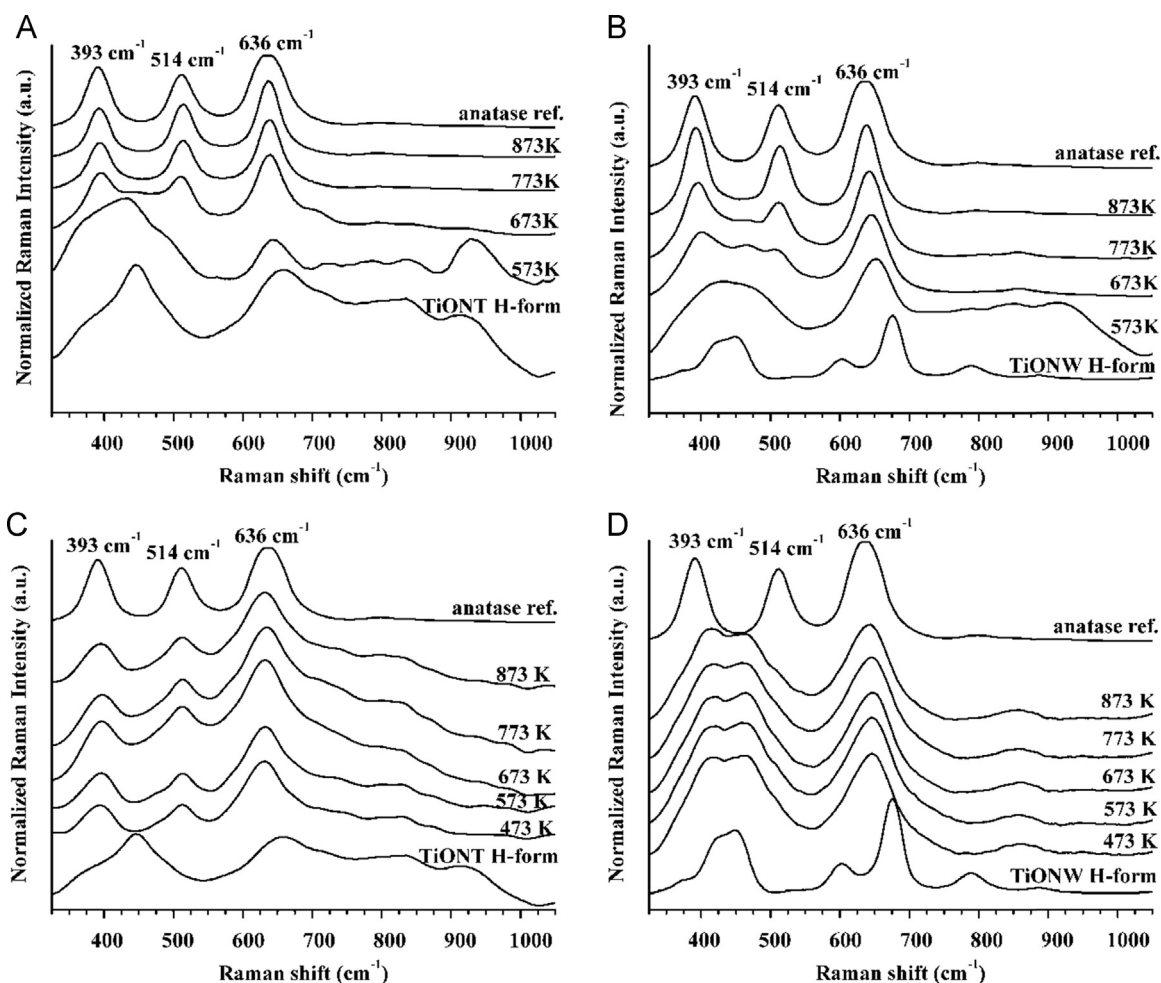 A
393 cm⁻¹
514 cm⁻¹
636 cm⁻¹
anatase ref.
873K
773K
673K
573K
TiONT H-form
Normalized Raman Intensity (a.u.)
400 500 600 700 800 900 1000
Raman shift (cm⁻¹)
B
393 cm⁻¹
514 cm⁻¹
636 cm⁻¹
anatase ref.
873K
773K
673K
573K
TiONW H-form
Normalized Raman Intensity (a.u.)
400 500 600 700 800 900 1000
Raman shift (cm⁻¹)
C
393 cm⁻¹
514 cm⁻¹
636 cm⁻¹
anatase ref.
873 K
773 K
673 K
573 K
473 K
TiONT H-form
Normalized Raman Intensity (a.u.)
400 500 600 700 800 900 1000
Raman shift (cm⁻¹)
D
393 cm⁻¹
514 cm⁻¹
636 cm⁻¹
anatase ref.
873 K
773 K
673 K
573 K
473 K
TiONW H-form
Normalized Raman Intensity (a.u.)
400 500 600 700 800 900 1000
Raman shift (cm⁻¹)